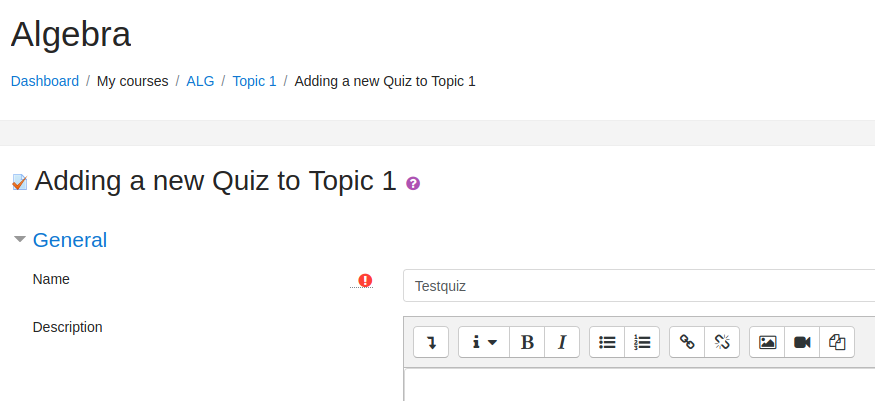 Algebra
Dashboard / My courses / ALG / Topic 1 / Adding a new Quiz to Topic 1
Adding a new Quiz to Topic 1 ?
General
Name ! Testquiz
Description
i B I